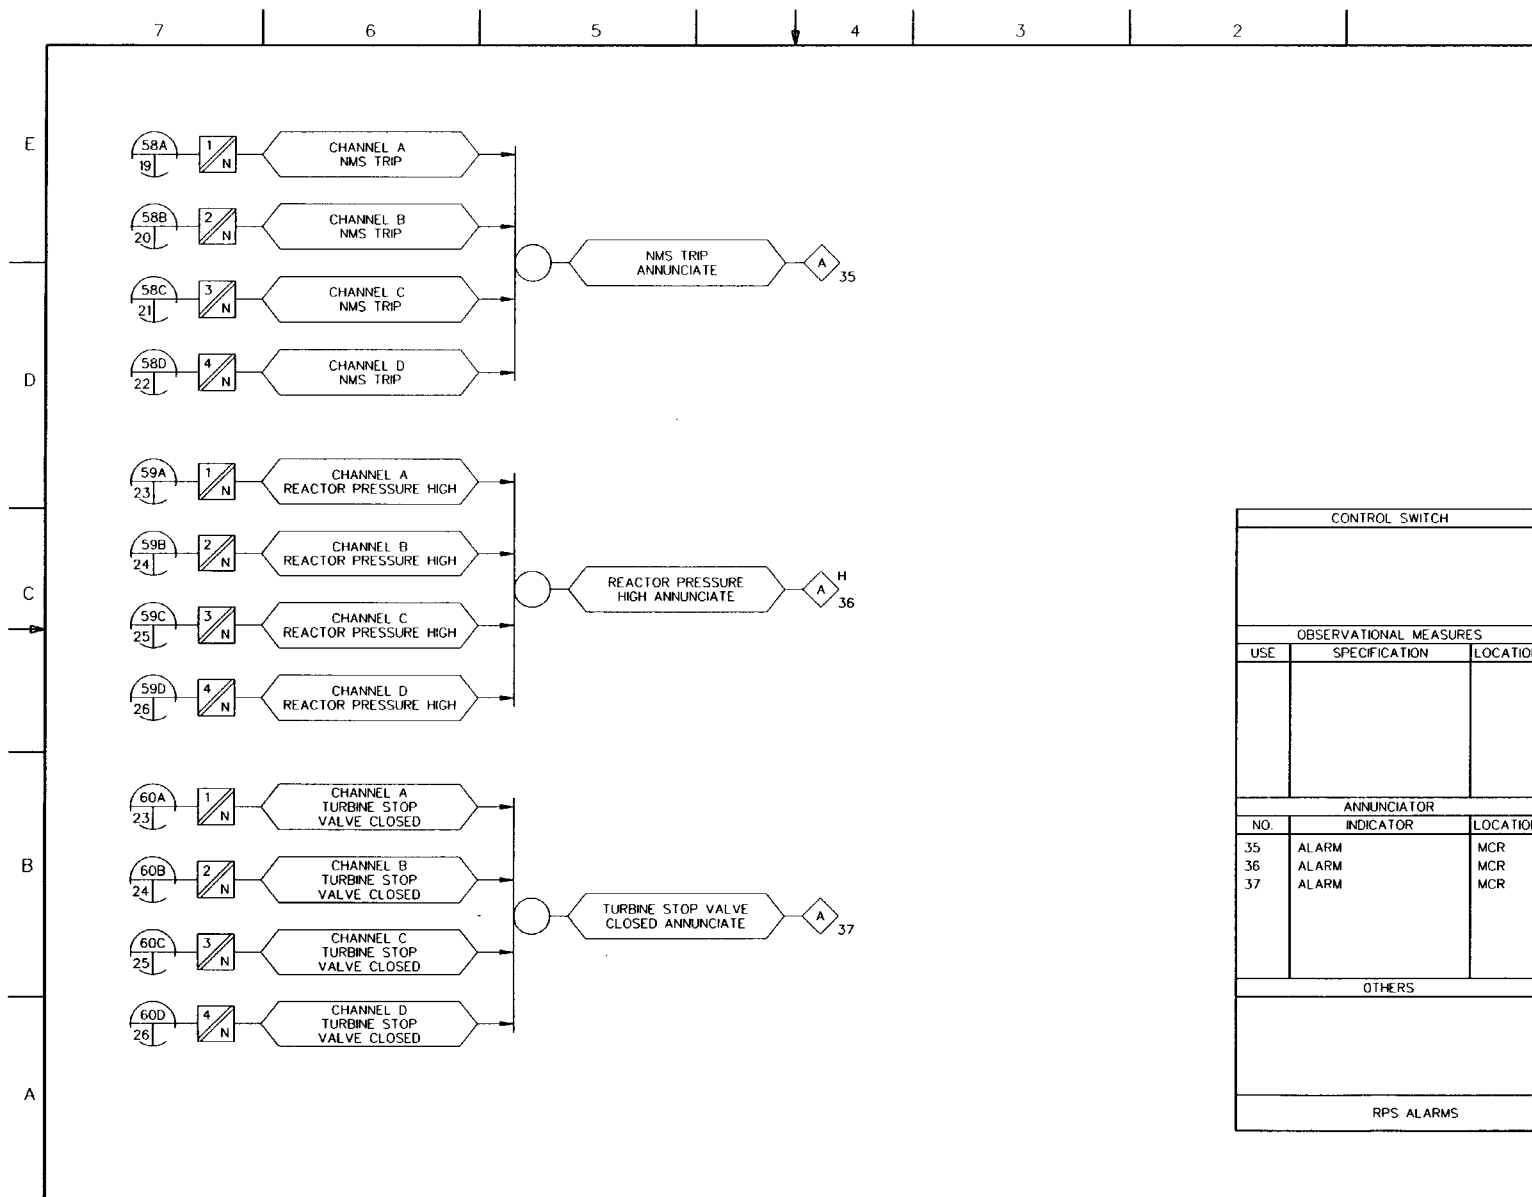 7 6 5 4 3 2
E
58A 1 CHANNEL A
19 N NMS TRIP
58B 2 CHANNEL B
20 N NMS TRIP
NMS TRIP
ANNUNCIATE A 35
58C 3 CHANNEL C
21 N NMS TRIP
58D 4 CHANNEL D
22 N NMS TRIP
D
59A 1 CHANNEL A
23 N REACTOR PRESSURE HIGH
59B 2 CHANNEL B
24 N REACTOR PRESSURE HIGH
REACTOR PRESSURE H
HIGH ANNUNCIATE A 36
C
59C 3 CHANNEL C
25 N REACTOR PRESSURE HIGH
59D 4 CHANNEL D
26 N REACTOR PRESSURE HIGH
60A 1 CHANNEL A
TURBINE STOP
23 N VALVE CLOSED
B
60B 2 CHANNEL B
TURBINE STOP
24 N VALVE CLOSED
TURBINE STOP VALVE
CLOSED ANNUNCIATE A 37
60C 3 CHANNEL C
TURBINE STOP
25 N VALVE CLOSED
60D 4 CHANNEL D
TURBINE STOP
26 N VALVE CLOSED
A
CONTROL SWITCH
OBSERVATIONAL MEASURES
USE SPECIFICATION LOCATION
ANNUNCIATOR
NO. INDICATOR LOCATION
35 ALARM MCR
36 ALARM MCR
37 ALARM MCR
OTHERS
RPS ALARMS